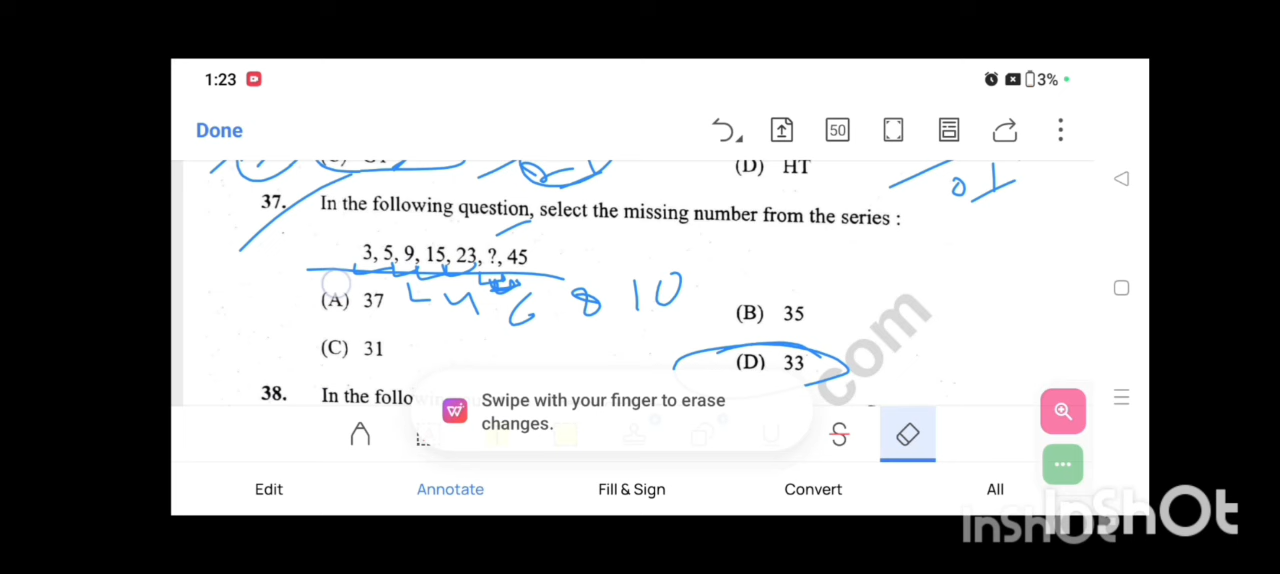 1:23 3%
Done 50
(D) HT
37. In the following question, select the missing number from the series :
3, 5, 9, 15, 23, ?, 45
(A) 37 4 6 8 10
(B) 35
(C) 31
(D) 33
38. In the follo
Swipe with your finger to erase
changes.
Edit Annotate Fill & Sign Convert All
com
InShOt
InShOt